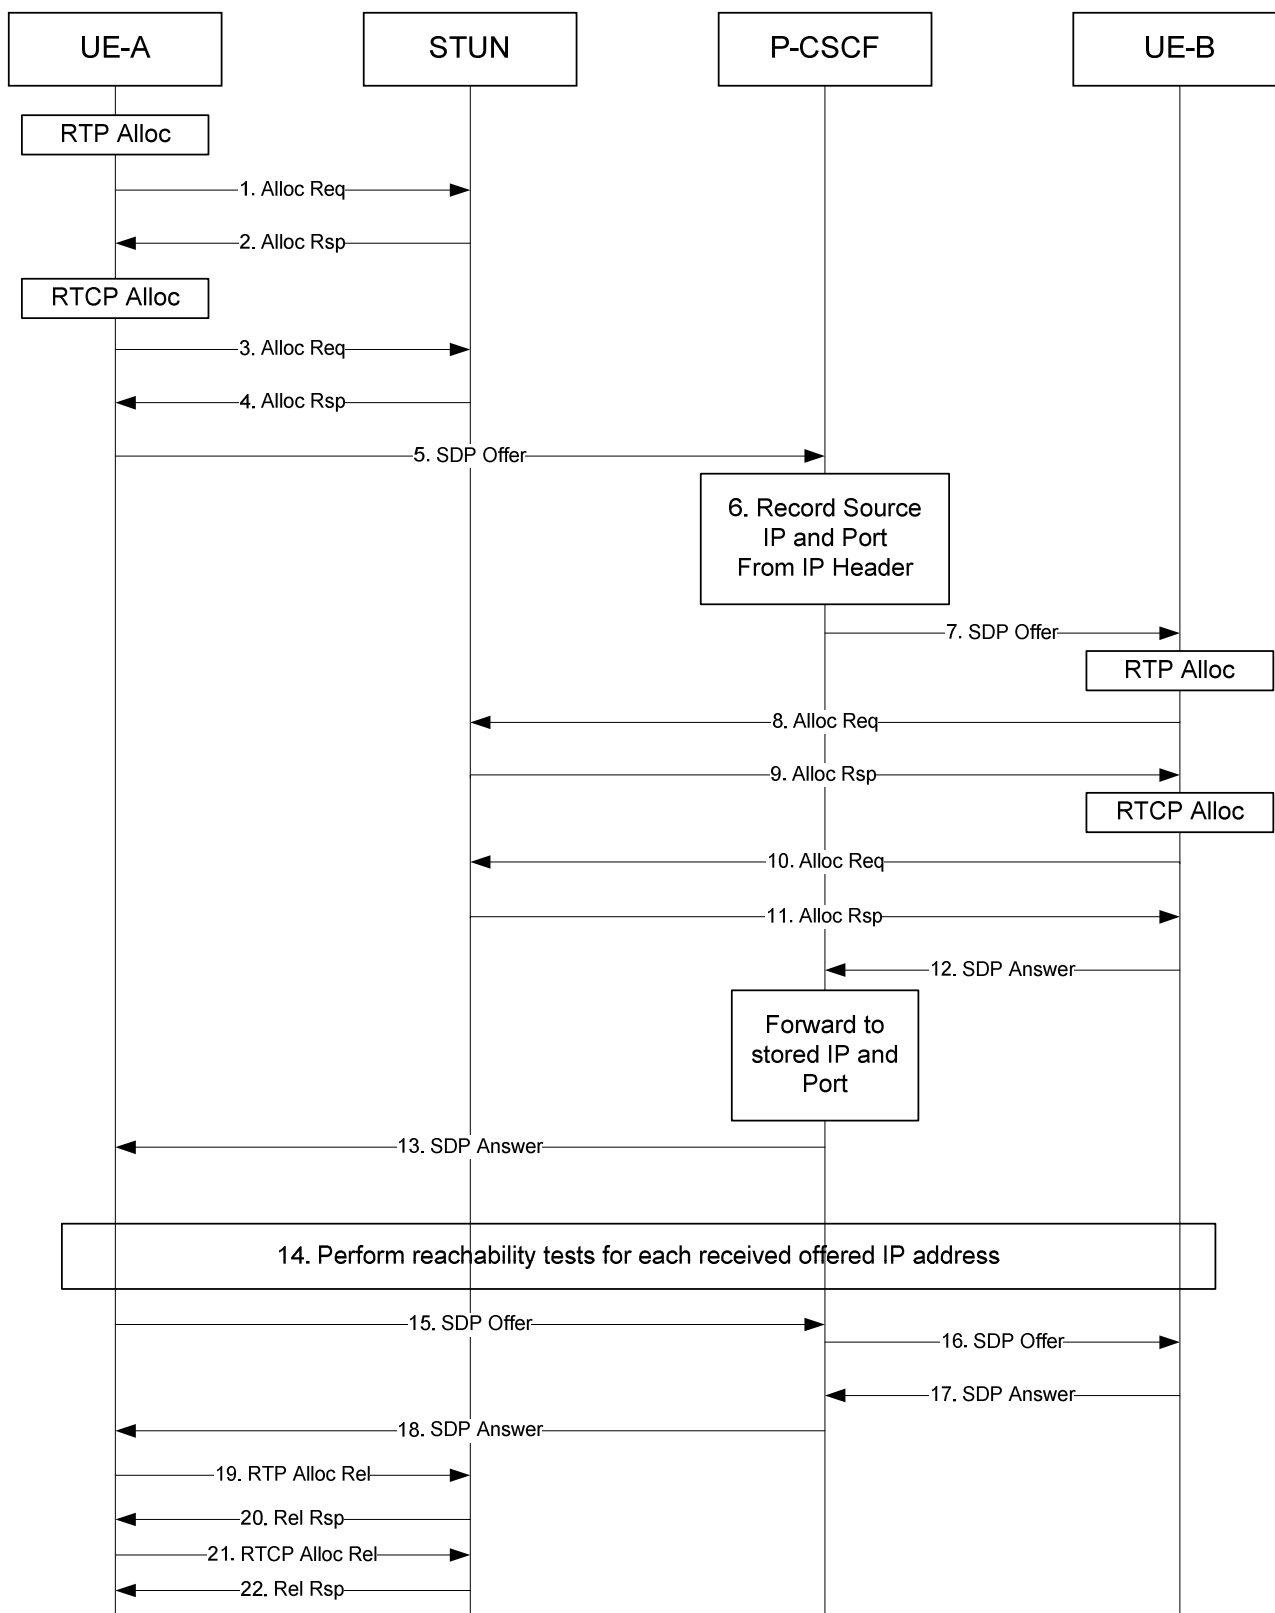 UE-A
STUN
P-CSCF
UE-B
RTP Alloc
1. Alloc Req
2. Alloc Rsp
RTCP Alloc
3. Alloc Req
4. Alloc Rsp
5. SDP Offer
6. Record Source
IP and Port
From IP Header
7. SDP Offer
RTP Alloc
8. Alloc Req
9. Alloc Rsp
RTCP Alloc
10. Alloc Req
11. Alloc Rsp
12. SDP Answer
Forward to
stored IP and
Port
13. SDP Answer
14. Perform reachability tests for each received offered IP address
15. SDP Offer
16. SDP Offer
17. SDP Answer
18. SDP Answer
19. RTP Alloc Rel
20. Rel Rsp
21. RTCP Alloc Rel
22. Rel Rsp